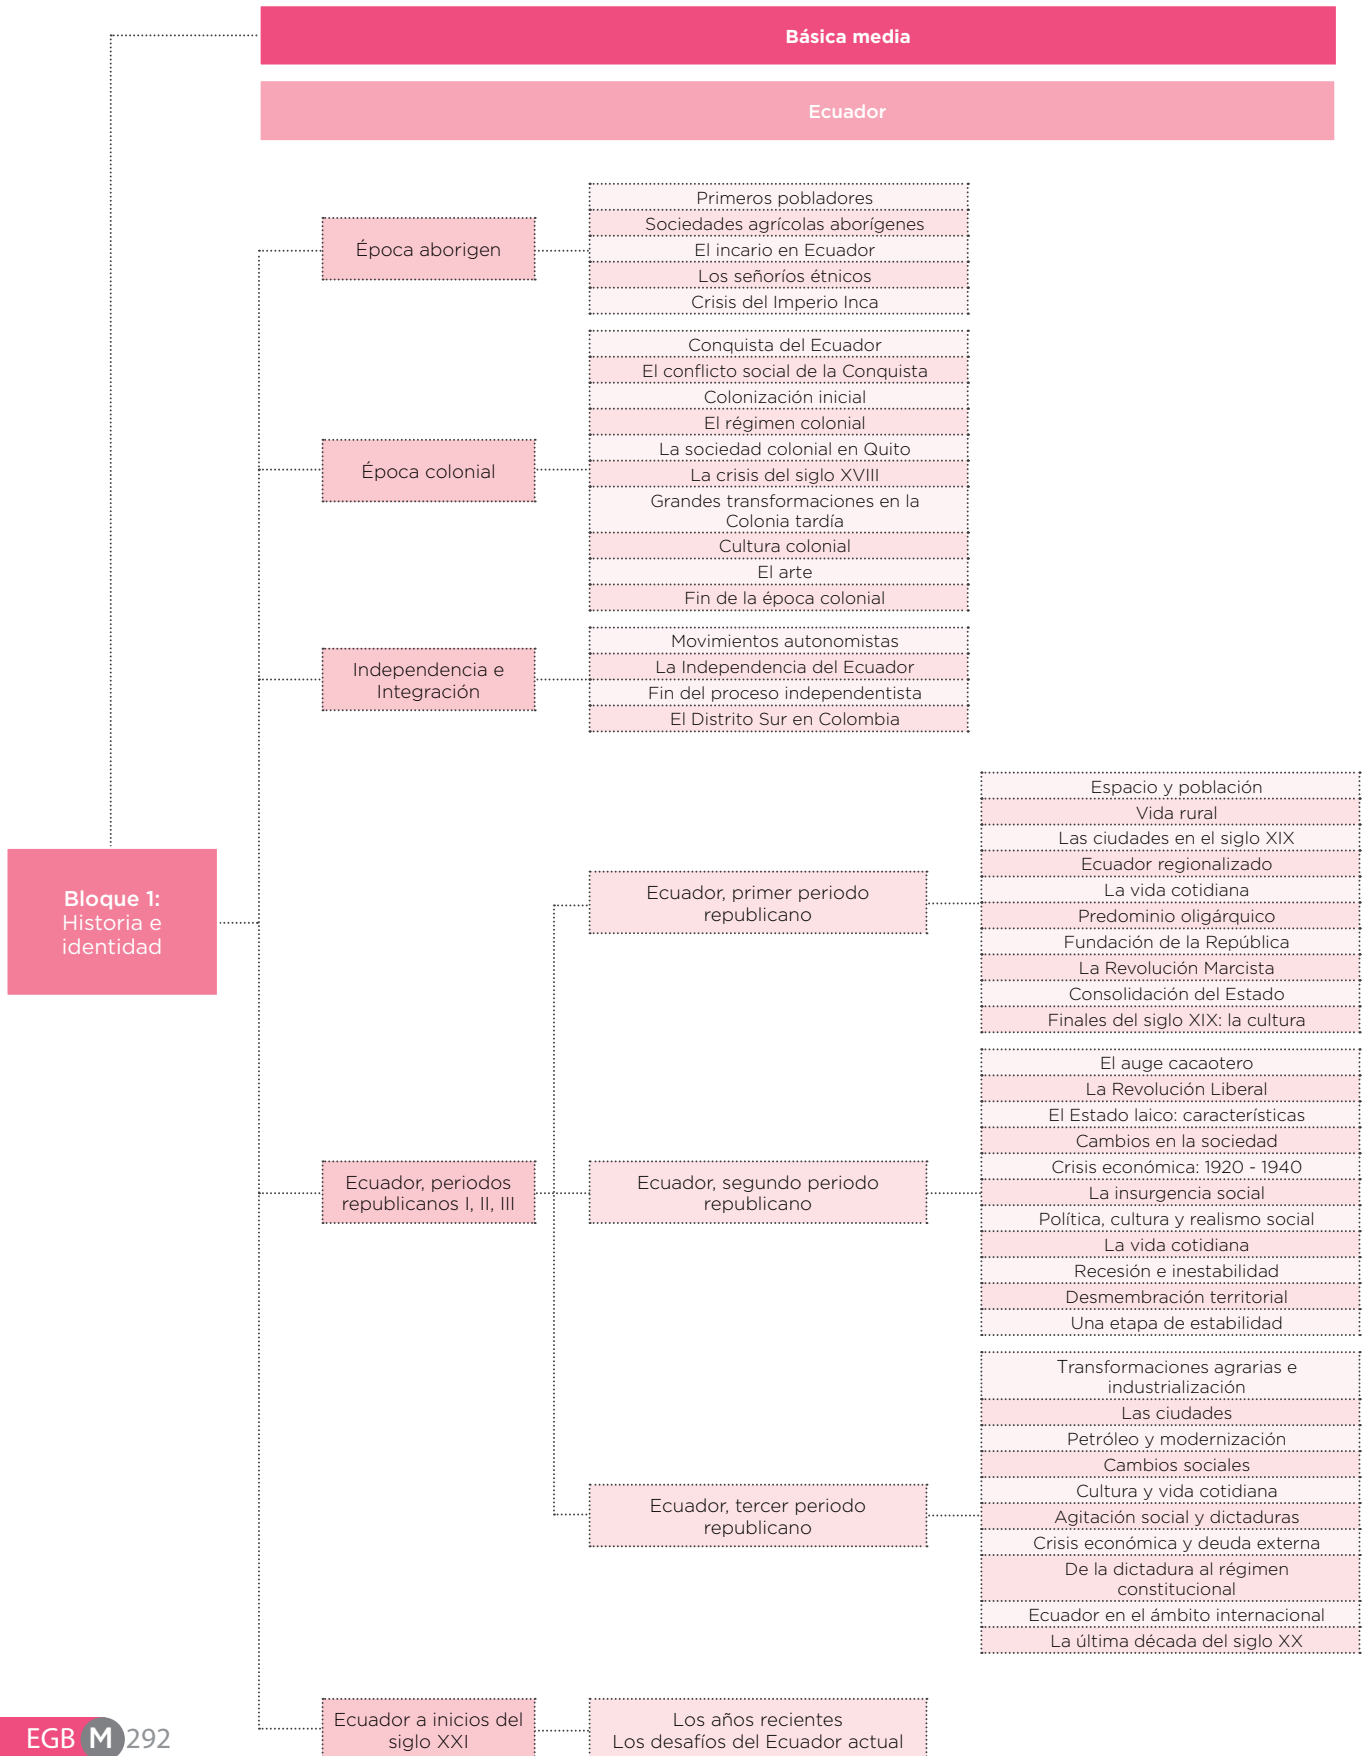 Básica media
Ecuador
Época aborigen
Primeros pobladores
Sociedades agrícolas aborígenes
El incario en Ecuador
Los señoríos étnicos
Crisis del Imperio Inca
Época colonial
Conquista del Ecuador
El conflicto social de la Conquista
Colonización inicial
El régimen colonial
La sociedad colonial en Quito
La crisis del siglo XVIII
Grandes transformaciones en la
Colonia tardía
Cultura colonial
El arte
Fin de la época colonial
Independencia e
Integración
Movimientos autonomistas
La Independencia del Ecuador
Fin del proceso independentista
El Distrito Sur en Colombia
Bloque 1:
Historia e
identidad
Ecuador, periodos
republicanos I, II, III
Ecuador, primer periodo
republicano
Espacio y población
Vida rural
Las ciudades en el siglo XIX
Ecuador regionalizado
La vida cotidiana
Predominio oligárquico
Fundación de la República
La Revolución Marcista
Consolidación del Estado
Finales del siglo XIX: la cultura
Ecuador, segundo periodo
republicano
El auge cacaotero
La Revolución Liberal
El Estado laico: características
Cambios en la sociedad
Crisis económica: 1920 - 1940
La insurgencia social
Política, cultura y realismo social
La vida cotidiana
Recesión e inestabilidad
Desmembración territorial
Una etapa de estabilidad
Ecuador, tercer periodo
republicano
Transformaciones agrarias e
industrialización
Las ciudades
Petróleo y modernización
Cambios sociales
Cultura y vida cotidiana
Agitación social y dictaduras
Crisis económica y deuda externa
De la dictadura al régimen
constitucional
Ecuador en el ámbito internacional
La última década del siglo XX
Ecuador a inicios del
siglo XXI
Los años recientes
Los desafíos del Ecuador actual
EGB M 292